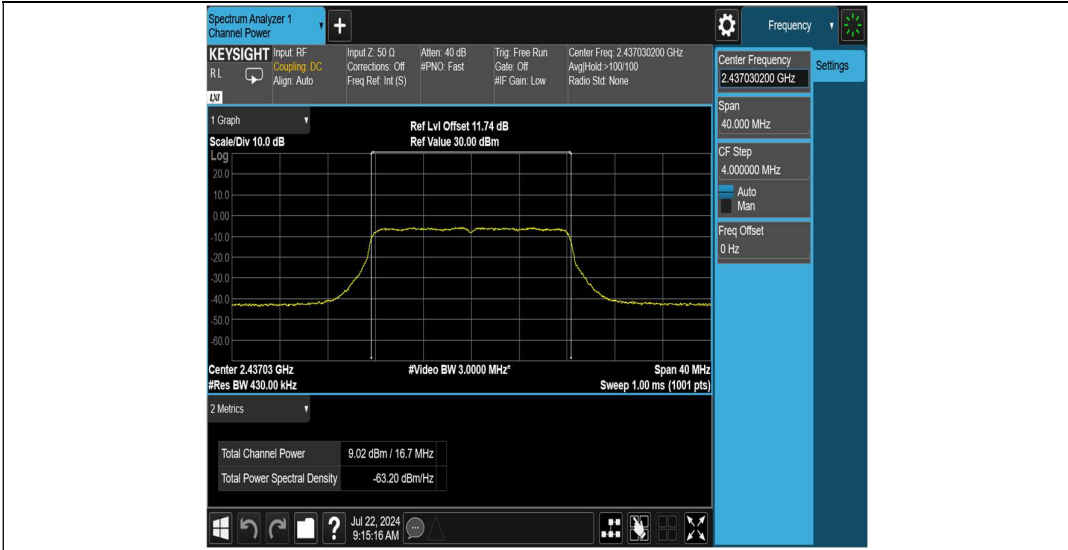 Spectrum Analyzer 1
Channel Power
+
Frequency
KEYSIGHT
RL
LXI
Input: RF
Coupling: DC
Align: Auto
Input Z: 50 Ω
Corrections: Off
Freq Ref: Int (S)
Atten: 40 dB
#PNO: Fast
Trig: Free Run
Gate: Off
#IF Gain: Low
Center Freq: 2.437030200 GHz
Avg|Hold:>100/100
Radio Std: None
Center Frequency
2.437030200 GHz
Settings
Span
40.000 MHz
CF Step
4.000000 MHz
Auto
Man
Freq Offset
0 Hz
1 Graph
Ref Lvl Offset 11.74 dB
Scale/Div 10.0 dB
Ref Value 30.00 dBm
Log
20.0
10.0
0.00
-10.0
-20.0
-30.0
-40.0
-50.0
-60.0
Center 2.43703 GHz
#Video BW 3.0000 MHz*
Span 40 MHz
#Res BW 430.00 kHz
Sweep 1.00 ms (1001 pts)
2 Metrics
Total Channel Power 9.02 dBm / 16.7 MHz
Total Power Spectral Density -63.20 dBm/Hz
?
Jul 22, 2024
9:15:16 AM